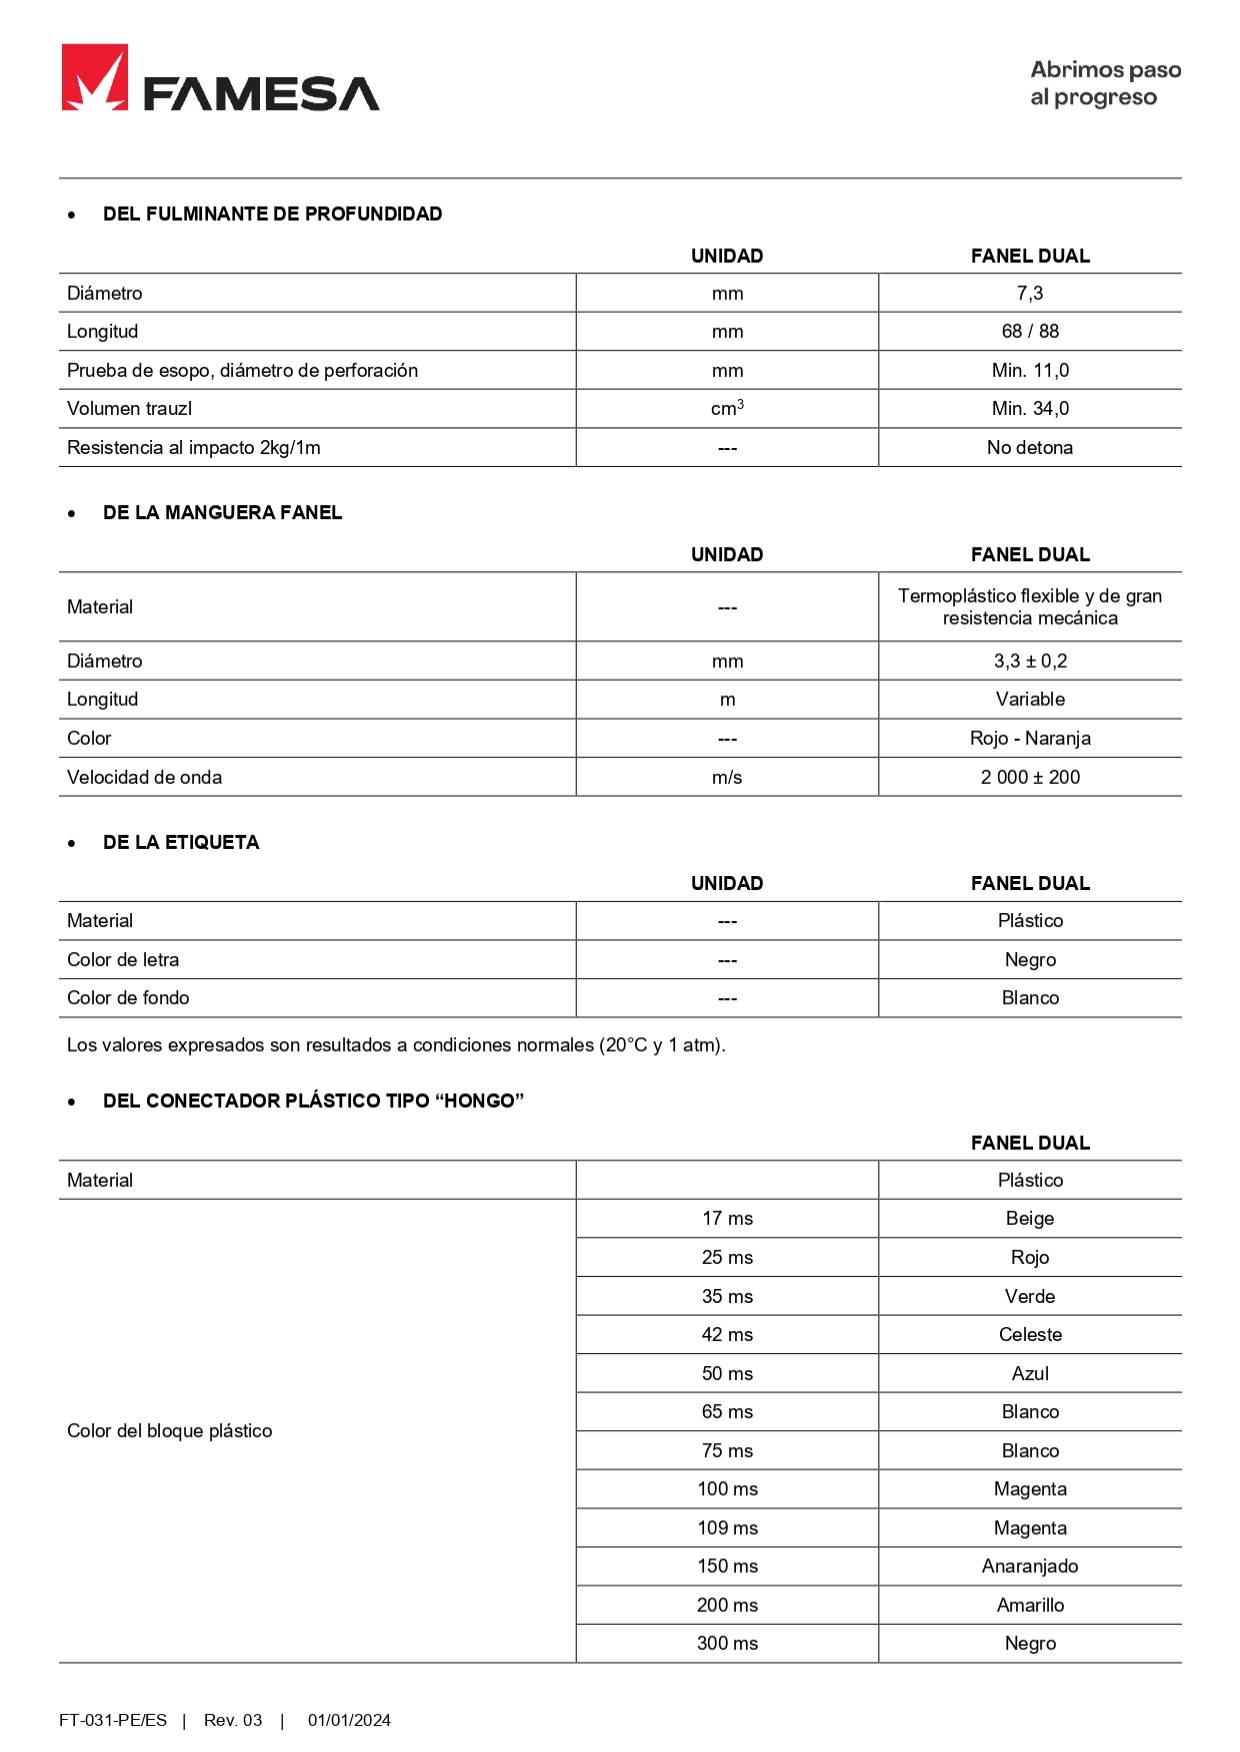 FAMESA
Abrimos paso
al progreso
• DEL FULMINANTE DE PROFUNDIDAD
UNIDAD FANEL DUAL
Diámetro mm 7,3
Longitud mm 68 / 88
Prueba de esopo, diámetro de perforación mm Min. 11,0
Volumen trauzl cm³ Min. 34,0
Resistencia al impacto 2kg/1m --- No detona
• DE LA MANGUERA FANEL
UNIDAD FANEL DUAL
Material --- Termoplástico flexible y de gran
resistencia mecánica
Diámetro mm 3,3 ± 0,2
Longitud m Variable
Color --- Rojo - Naranja
Velocidad de onda m/s 2 000 ± 200
• DE LA ETIQUETA
UNIDAD FANEL DUAL
Material --- Plástico
Color de letra --- Negro
Color de fondo --- Blanco
Los valores expresados son resultados a condiciones normales (20°C y 1 atm).
• DEL CONECTADOR PLÁSTICO TIPO “HONGO”
FANEL DUAL
Material Plástico
Color del bloque plástico
17 ms Beige
25 ms Rojo
35 ms Verde
42 ms Celeste
50 ms Azul
65 ms Blanco
75 ms Blanco
100 ms Magenta
109 ms Magenta
150 ms Anaranjado
200 ms Amarillo
300 ms Negro
FT-031-PE/ES | Rev. 03 | 01/01/2024